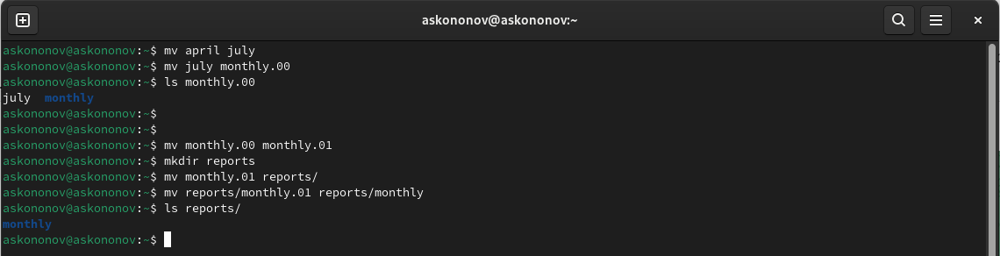 askononov@askononov:~
askononov@askononov:~$ mv april july
askononov@askononov:~$ mv july monthly.00
askononov@askononov:~$ ls monthly.00
july  monthly
askononov@askononov:~$
askononov@askononov:~$
askononov@askononov:~$ mv monthly.00 monthly.01
askononov@askononov:~$ mkdir reports
askononov@askononov:~$ mv monthly.01 reports/
askononov@askononov:~$ mv reports/monthly.01 reports/monthly
askononov@askononov:~$ ls reports/
monthly
askononov@askononov:~$